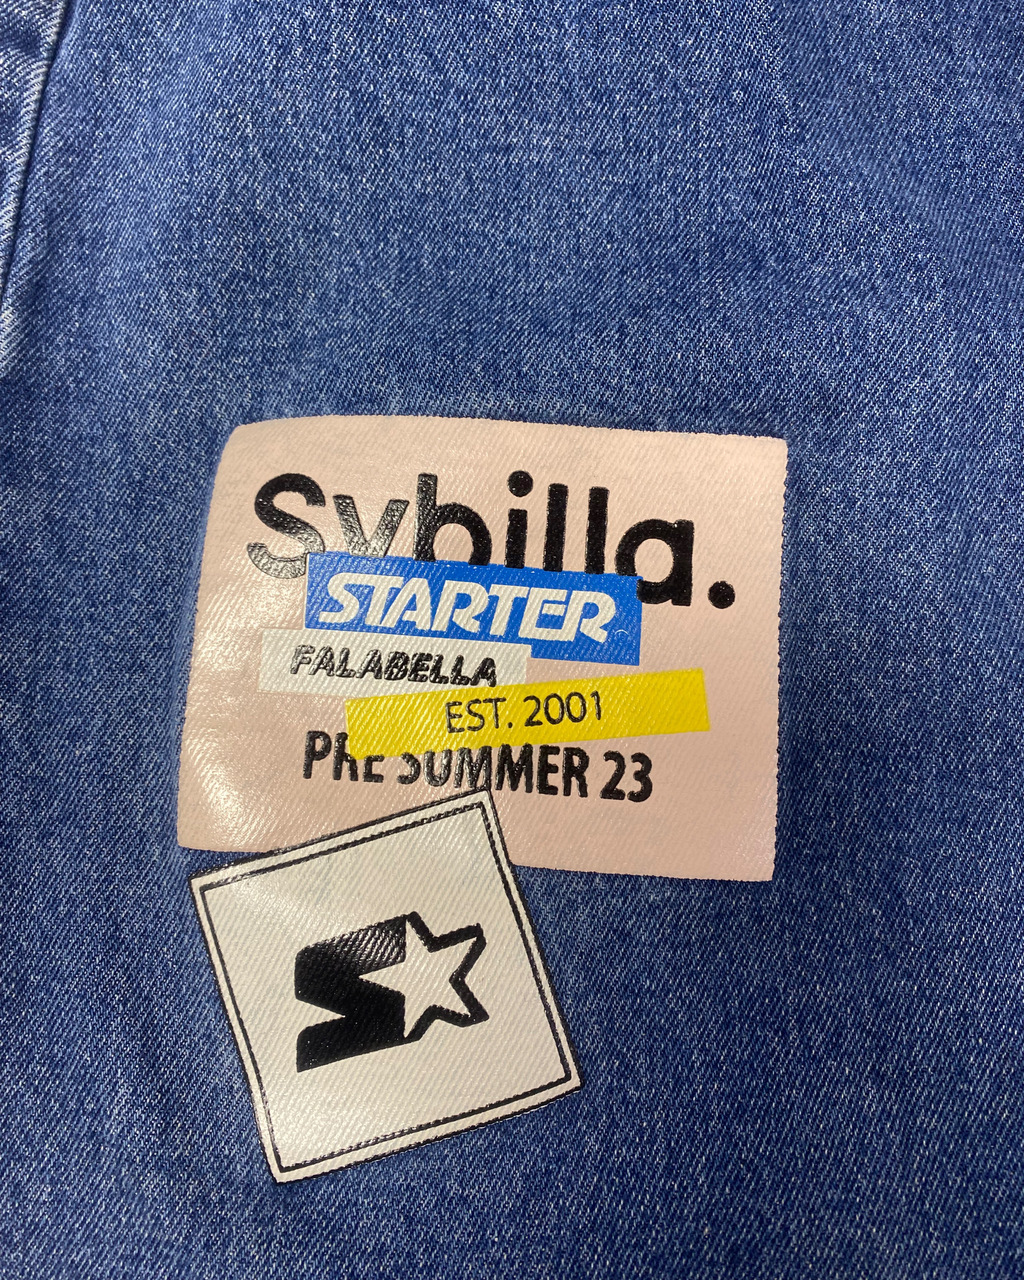 Sybilla.
STARTER
FALABELLA
EST. 2001
PRE SUMMER 23